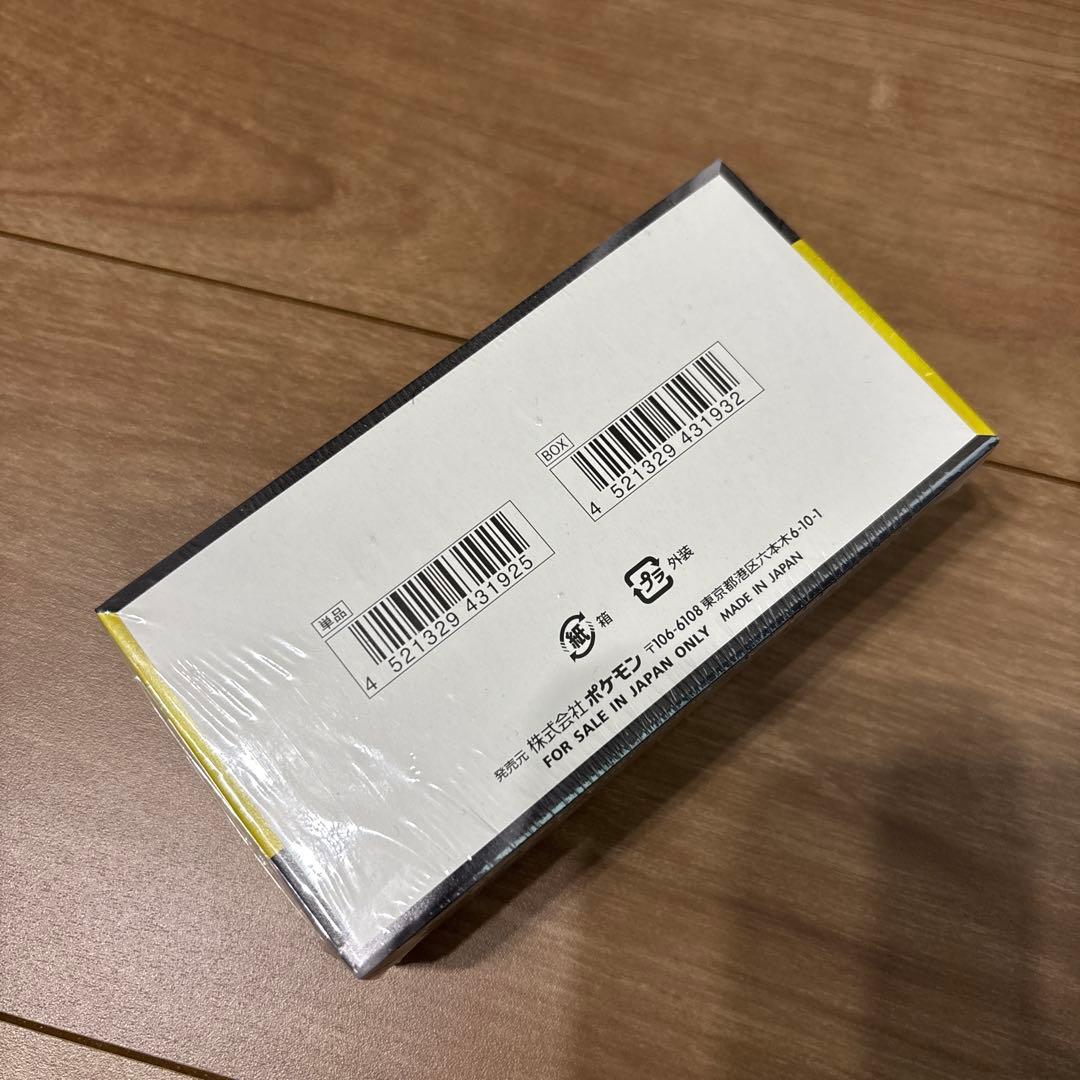 BOX
4 521329 431932
単品
4 521329 431925
プラ 外装
紙 箱
発売元 株式会社 ポケモン 〒106-6108 東京都港区六本木6-10-1
FOR SALE IN JAPAN ONLY MADE IN JAPAN